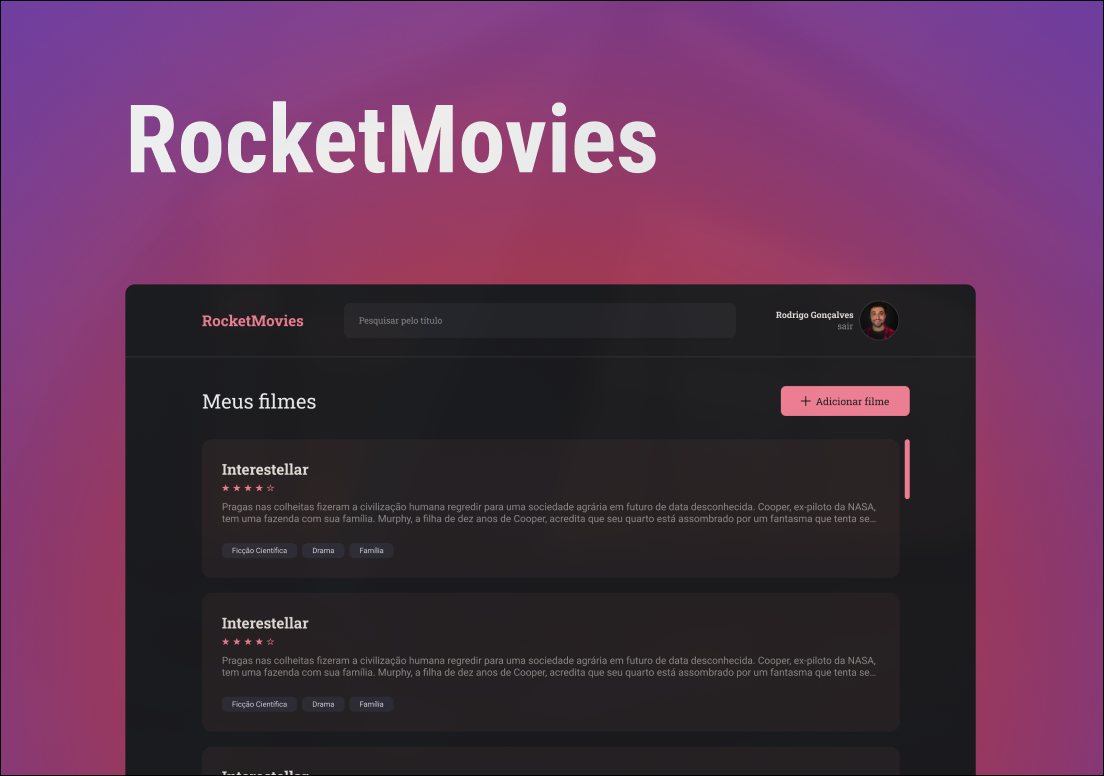 RocketMovies
RocketMovies
Pesquisar pelo título
Rodrigo Gonçalves
sair
Meus filmes
Adicionar filme
Interestellar
★ ★ ★ ★ ☆
Pragas nas colheitas fizeram a civilização humana regredir para uma sociedade agrária em futuro de data desconhecida. Cooper, ex-piloto da NASA,
tem uma fazenda com sua família. Murphy, a filha de dez anos de Cooper, acredita que seu quarto está assombrado por um fantasma que tenta se...
Ficção Científica Drama Família
Interestellar
★ ★ ★ ★ ☆
Pragas nas colheitas fizeram a civilização humana regredir para uma sociedade agrária em futuro de data desconhecida. Cooper, ex-piloto da NASA,
tem uma fazenda com sua família. Murphy, a filha de dez anos de Cooper, acredita que seu quarto está assombrado por um fantasma que tenta se...
Ficção Científica Drama Família
Interestellar